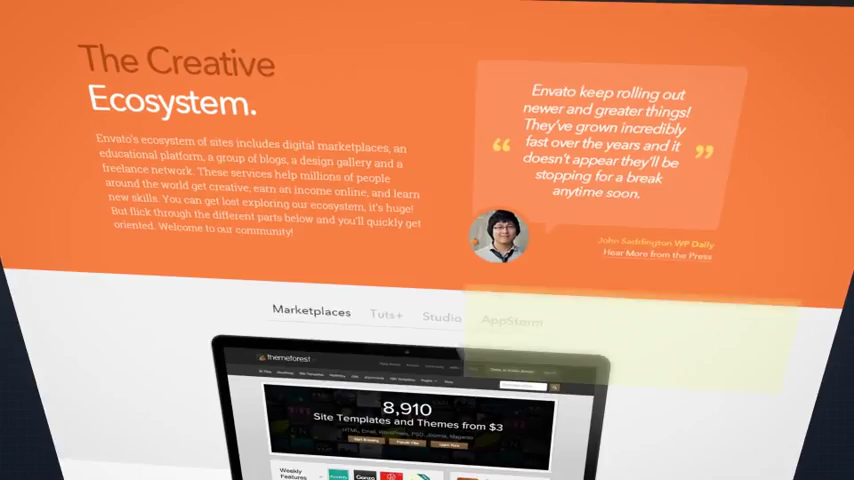 The Creative
Ecosystem.
Envato's ecosystem of sites includes digital marketplaces, an
educational platform, a group of blogs, a design gallery and a
freelance network. These services help millions of people
around the world get creative, earn an income online, and learn
new skills. You can get lost exploring our ecosystem, it's huge!
But flick through the different parts below and you'll quickly get
oriented. Welcome to our community!
“ Envato keep rolling out
newer and greater things!
They've grown incredibly
fast over the years and it
doesn't appear they'll be
stopping for a break
anytime soon. ”
John Saddington WP Daily
Hear More from the Press
Marketplaces Tuts+ Studio AppStorm
themeforest
8,910
Site Templates and Themes from $3
HTML, Email, WordPress, PSD, Joomla, Magento
Weekly
Features